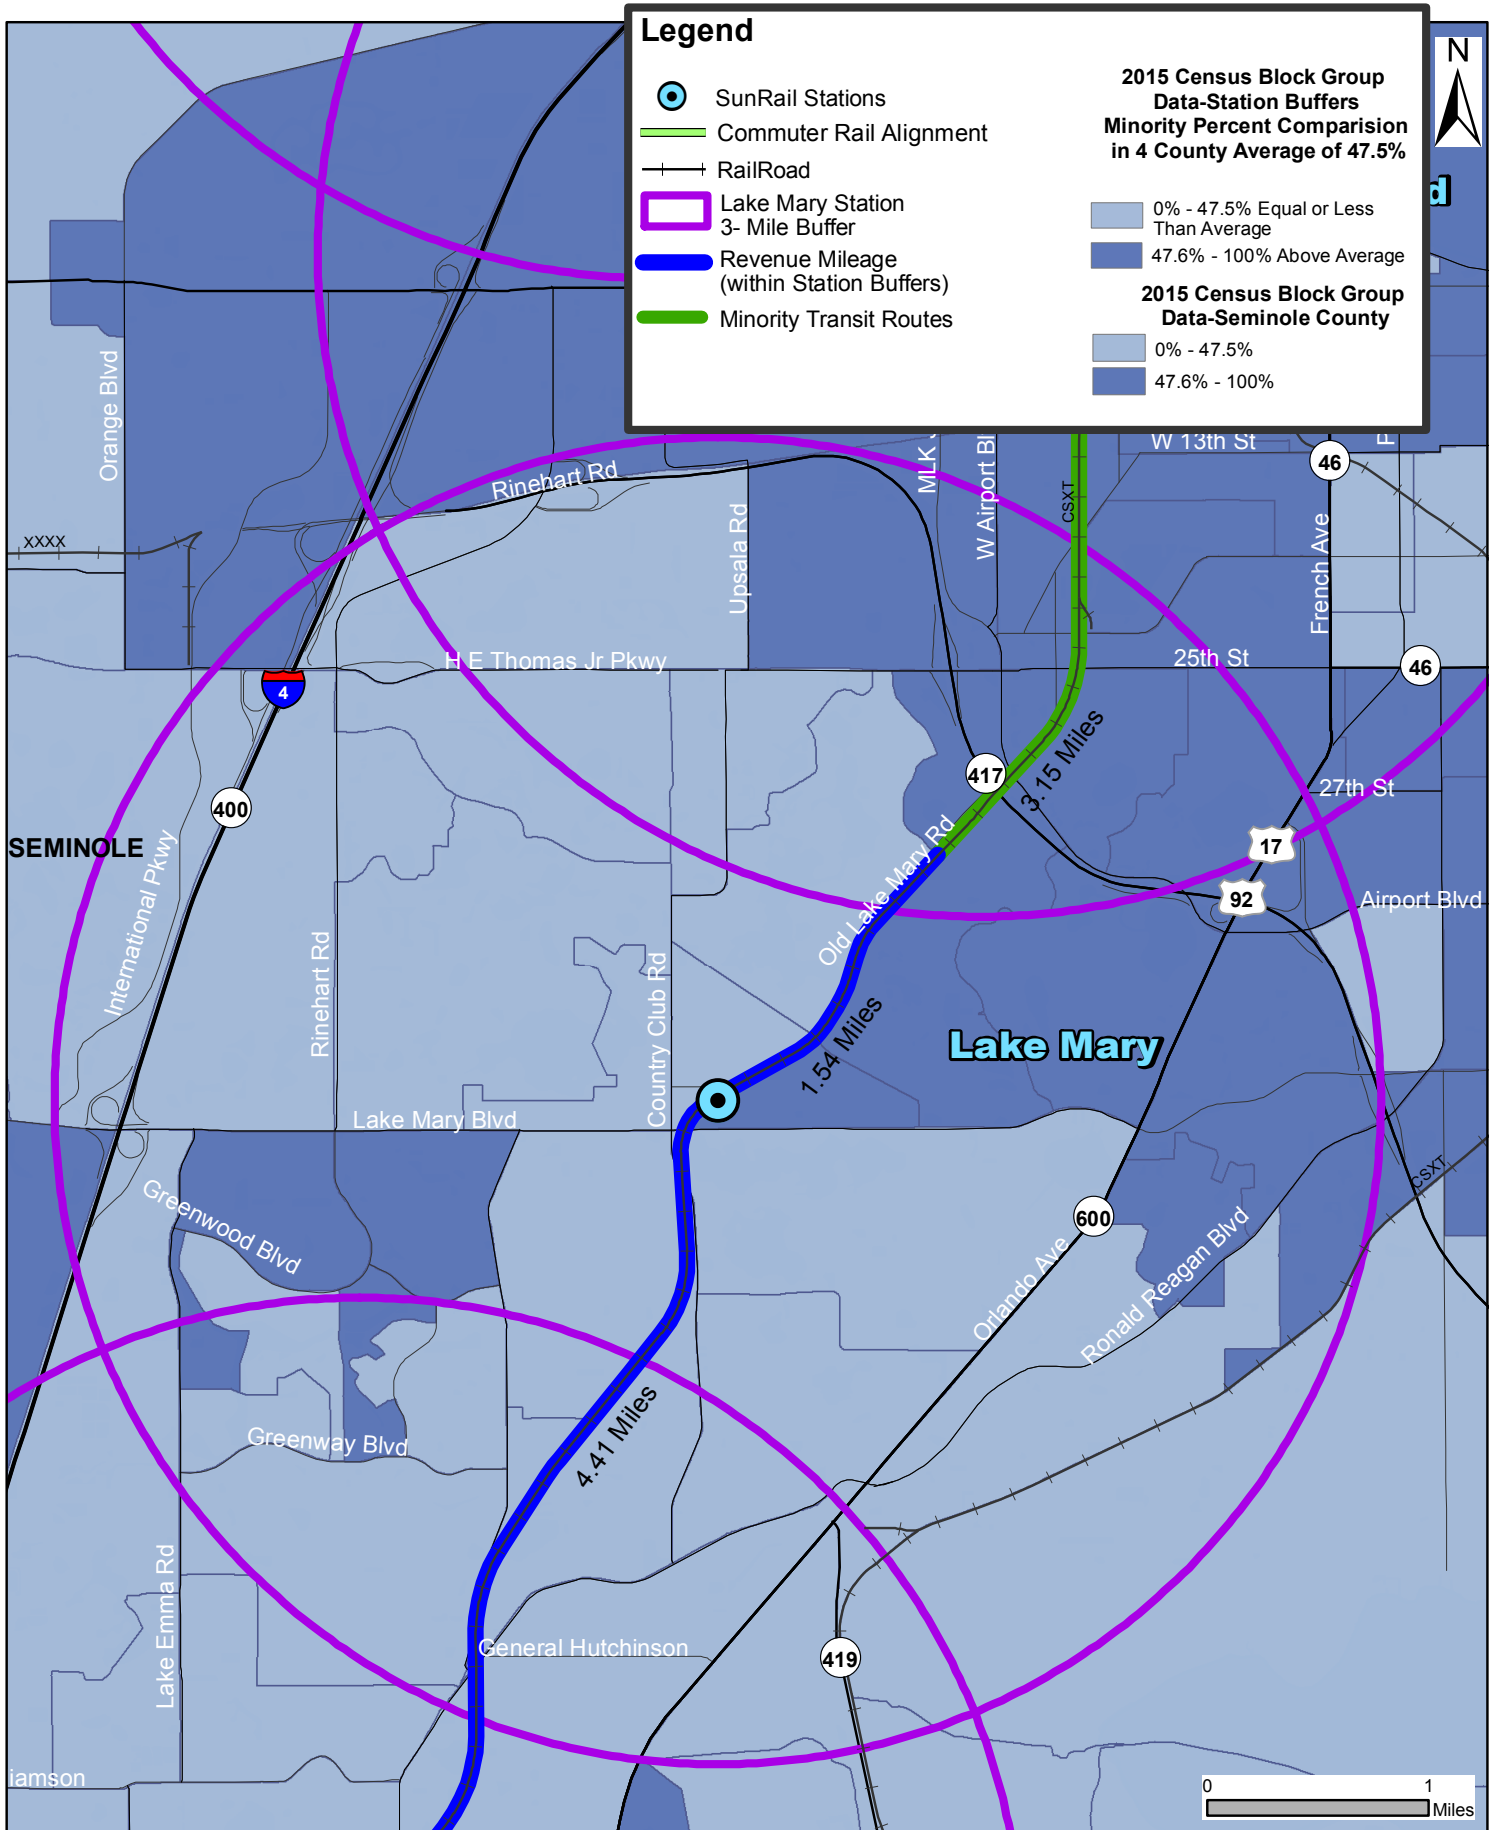 Legend
SunRail Stations
Commuter Rail Alignment
RailRoad
Lake Mary Station
3- Mile Buffer
Revenue Mileage
(within Station Buffers)
Minority Transit Routes
2015 Census Block Group
Data-Station Buffers
Minority Percent Comparision
in 4 County Average of 47.5%
0% - 47.5% Equal or Less
Than Average
47.6% - 100% Above Average
2015 Census Block Group
Data-Seminole County
0% - 47.5%
47.6% - 100%
N
d
Orange Blvd
Rinehart Rd
MLK
W Airport Bl
CSXT
W 13th St
46
xxxx
Upsala Rd
French Ave
H E Thomas Jr Pkwy
25th St
46
4
400
417
3.15 Miles
27th St
SEMINOLE
17
92
Airport Blvd
International Pkwy
Rinehart Rd
Country Club Rd
Old Lake Mary Rd
1.54 Miles
Lake Mary
Lake Mary Blvd
Greenwood Blvd
600
CSXT
Orlando Ave
Ronald Reagan Blvd
4.41 Miles
Greenway Blvd
Lake Emma Rd
General Hutchinson
419
iamson
0 1
Miles